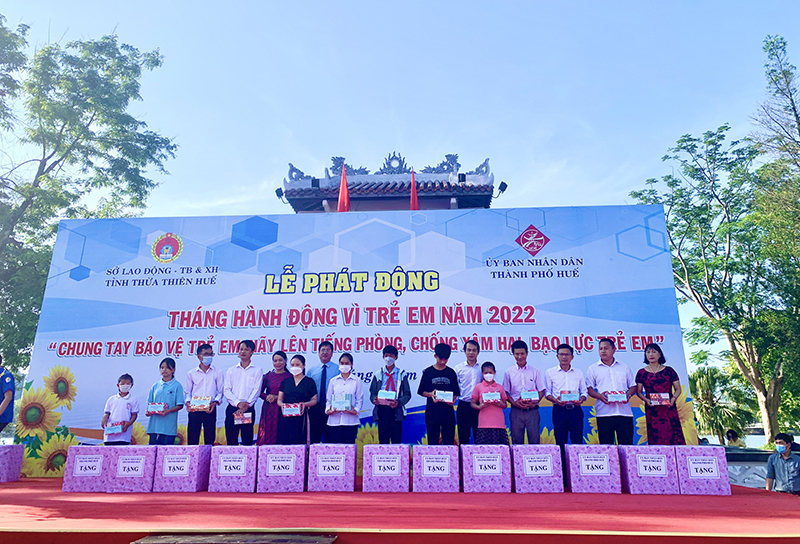 SỞ LAO ĐỘNG - TB & XH
TỈNH THỪA THIÊN HUẾ
ỦY BAN NHÂN DÂN
THÀNH PHỐ HUẾ
LỄ PHÁT ĐỘNG
THÁNG HÀNH ĐỘNG VÌ TRẺ EM NĂM 2022
“CHUNG TAY BẢO VỆ TRẺ EM, HÃY LÊN TIẾNG PHÒNG, CHỐNG XÂM HẠI, BẠO LỰC TRẺ EM”
TẶNG
TẶNG
TẶNG
TẶNG
TẶNG
TẶNG
TẶNG
TẶNG
TẶNG
TẶNG
TẶNG
TẶNG
TẶNG